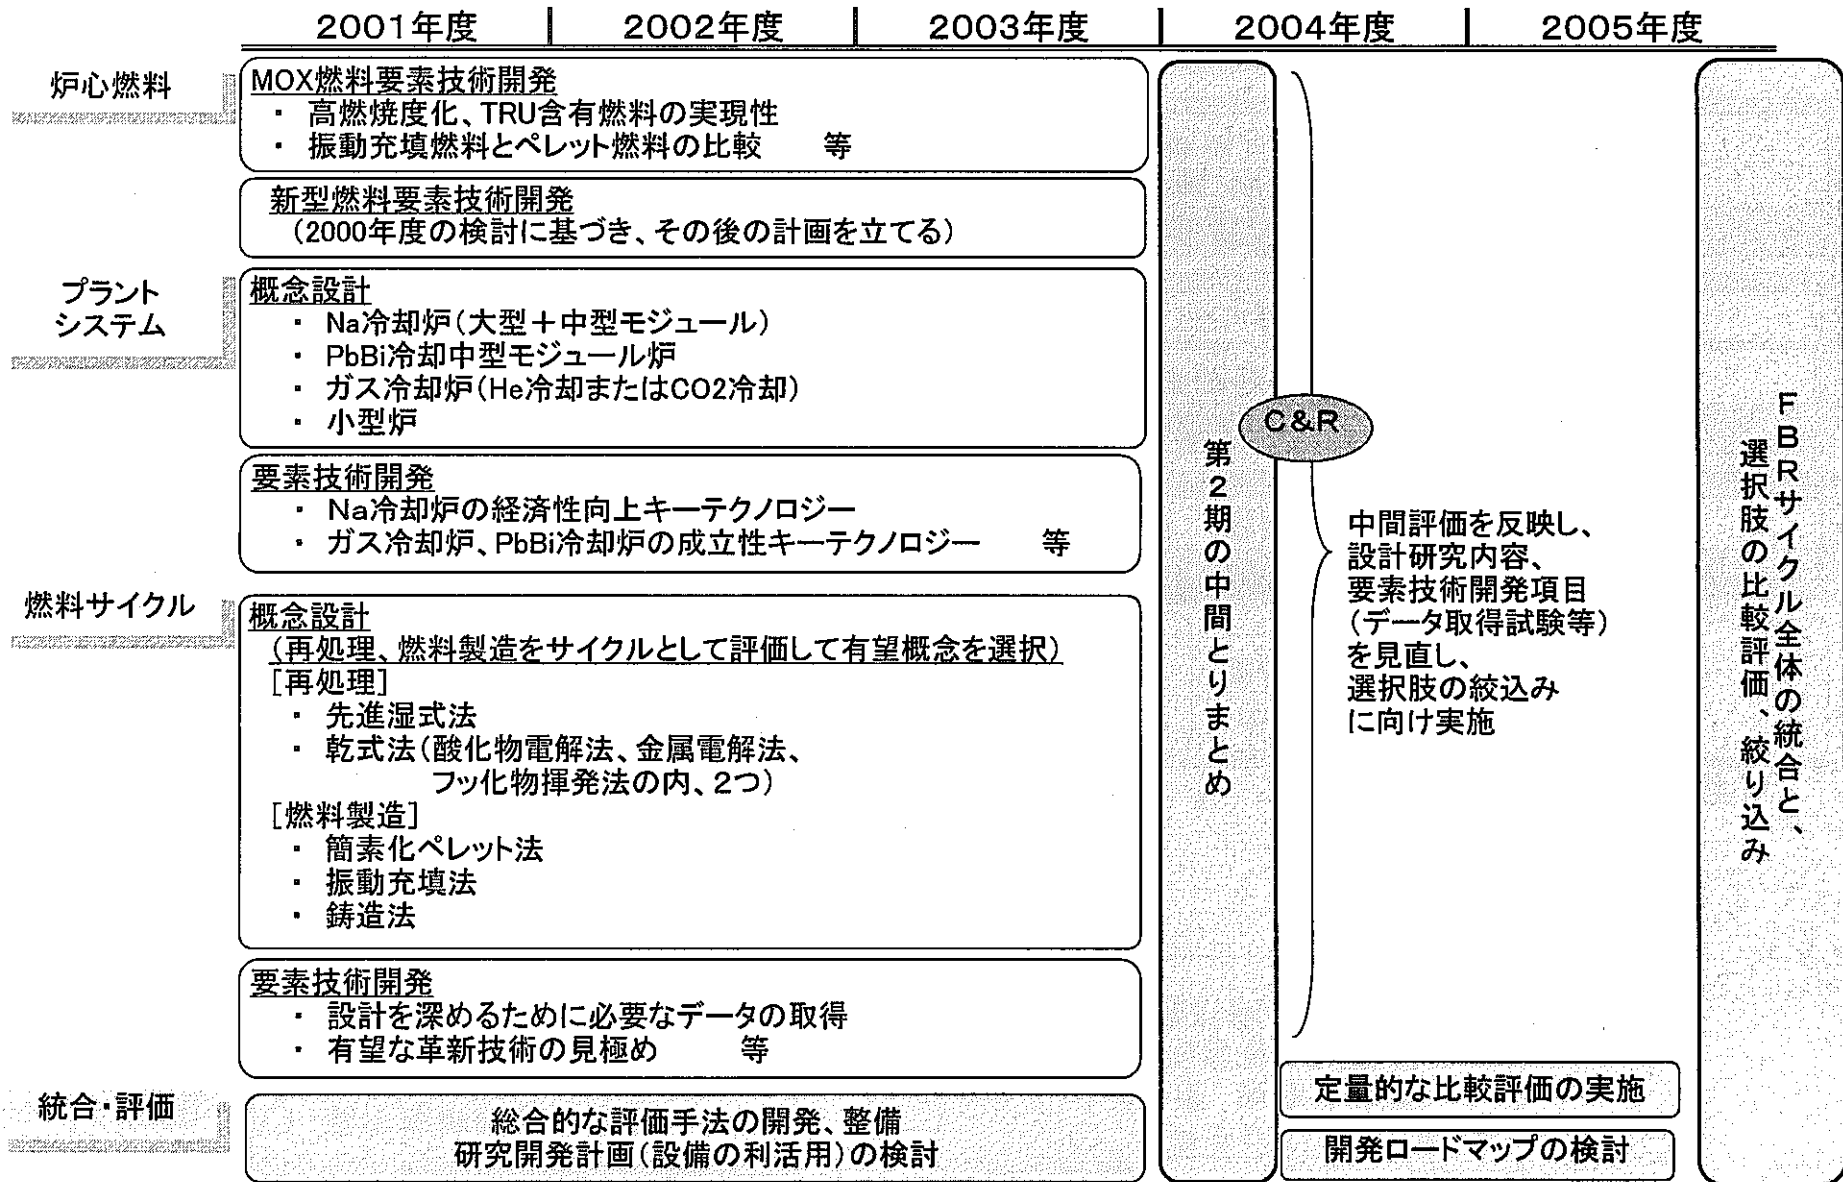 2001年度
2002年度
2003年度
2004年度
2005年度
炉心燃料
MOX燃料要素技術開発
・ 高燃焼度化、TRU含有燃料の実現性
・ 振動充填燃料とペレット燃料の比較 等
新型燃料要素技術開発
(2000年度の検討に基づき、その後の計画を立てる)
プラント
システム
概念設計
・ Na冷却炉(大型+中型モジュール)
・ PbBi冷却中型モジュール炉
・ ガス冷却炉(He冷却またはCO2冷却)
・ 小型炉
要素技術開発
・ Na冷却炉の経済性向上キーテクノロジー
・ ガス冷却炉、PbBi冷却炉の成立性キーテクノロジー 等
燃料サイクル
概念設計
(再処理、燃料製造をサイクルとして評価して有望概念を選択)
[再処理]
・ 先進湿式法
・ 乾式法(酸化物電解法、金属電解法、
フッ化物揮発法の内、2つ)
[燃料製造]
・ 簡素化ペレット法
・ 振動充填法
・ 鋳造法
要素技術開発
・ 設計を深めるために必要なデータの取得
・ 有望な革新技術の見極め 等
統合・評価
総合的な評価手法の開発、整備
研究開発計画(設備の利活用)の検討
第2期の中間とりまとめ
C&R
中間評価を反映し、
設計研究内容、
要素技術開発項目
(データ取得試験等)
を見直し、
選択肢の絞込み
に向け実施
定量的な比較評価の実施
開発ロードマップの検討
FBRサイクル全体の統合と、
選択肢の比較評価、絞り込み